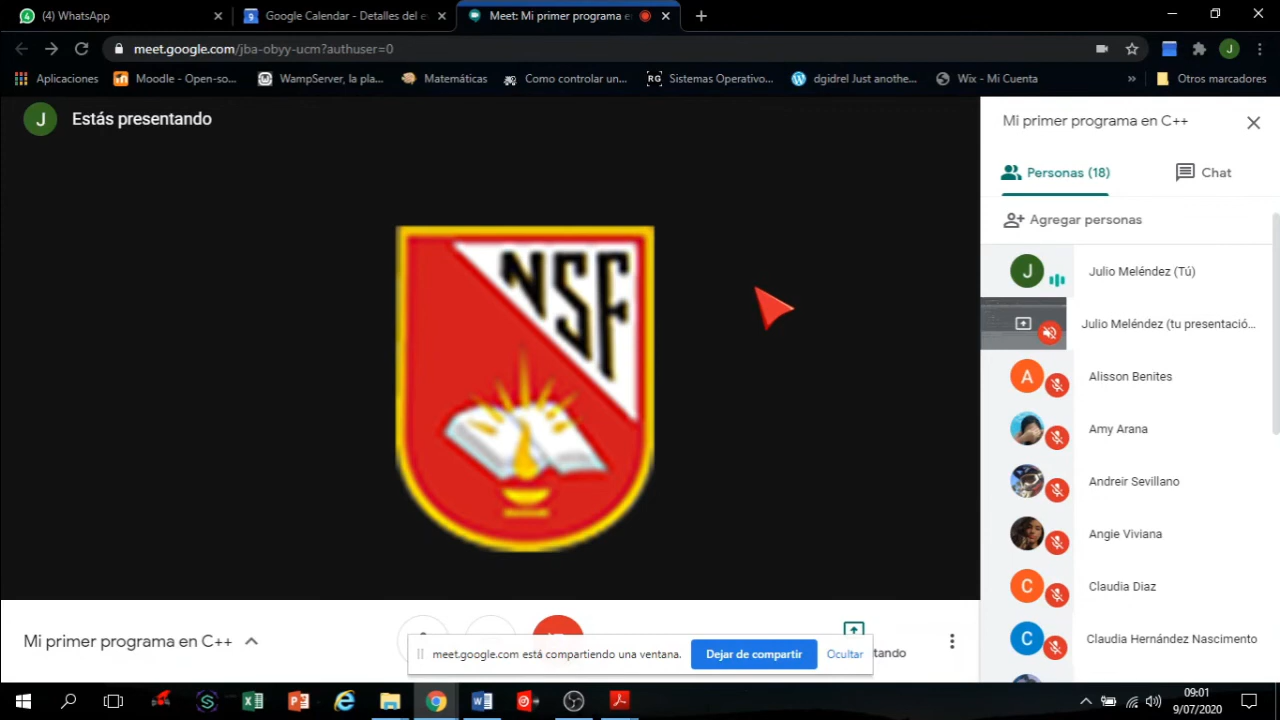 (4) WhatsApp
Google Calendar - Detalles del e
Meet: Mi primer programa en
meet.google.com/jba-obyy-ucm?authuser=0
Aplicaciones
Moodle - Open-so...
WampServer, la pla...
Matemáticas
Como controlar un...
RG
Sistemas Operativo...
dgidrel Just anothe...
Wix - Mi Cuenta
»
Otros marcadores
J
Estás presentando
Mi primer programa en C++
Personas (18)
Chat
Agregar personas
NSF
J
Julio Meléndez (Tú)
Julio Meléndez (tu presentació...
A
Alisson Benites
Amy Arana
Andreir Sevillano
Angie Viviana
C
Claudia Diaz
C
Claudia Hernández Nascimento
Mi primer programa en C++
meet.google.com está compartiendo una ventana.
Dejar de compartir
Ocultar
tando
09:01
9/07/2020